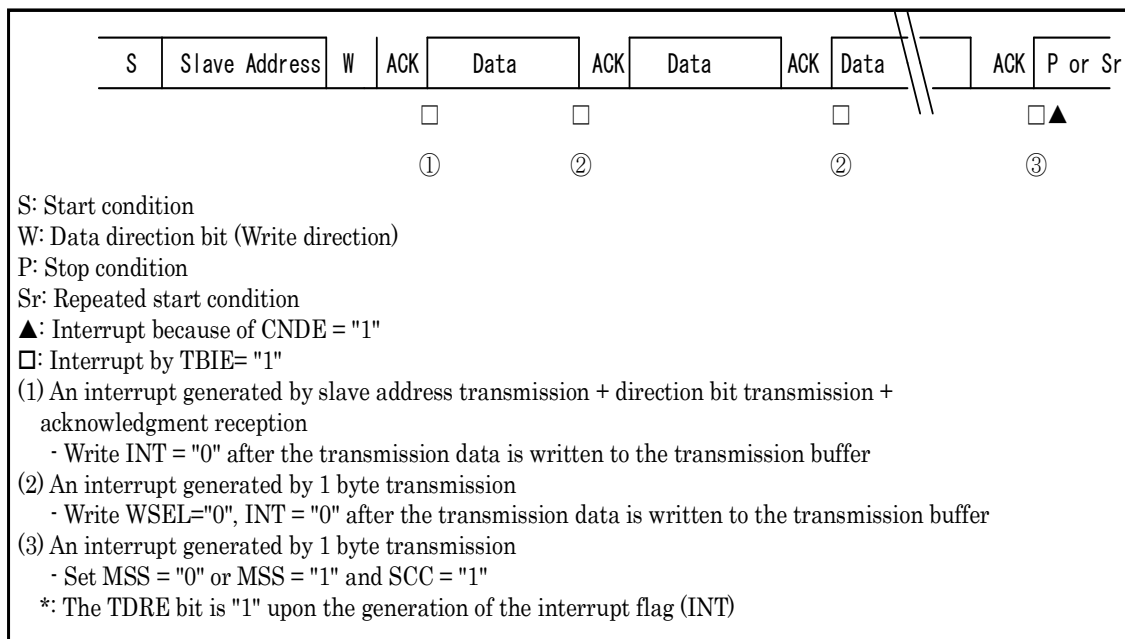 S Slave Address W ACK Data ACK Data ACK Data ACK P or Sr
□ □ □ □▲
① ② ② ③
S: Start condition
W: Data direction bit (Write direction)
P: Stop condition
Sr: Repeated start condition
▲: Interrupt because of CNDE = "1"
□: Interrupt by TBIE= "1"
(1) An interrupt generated by slave address transmission + direction bit transmission +
acknowledgment reception
- Write INT = "0" after the transmission data is written to the transmission buffer
(2) An interrupt generated by 1 byte transmission
- Write WSEL="0", INT = "0" after the transmission data is written to the transmission buffer
(3) An interrupt generated by 1 byte transmission
- Set MSS = "0" or MSS = "1" and SCC = "1"
*: The TDRE bit is "1" upon the generation of the interrupt flag (INT)